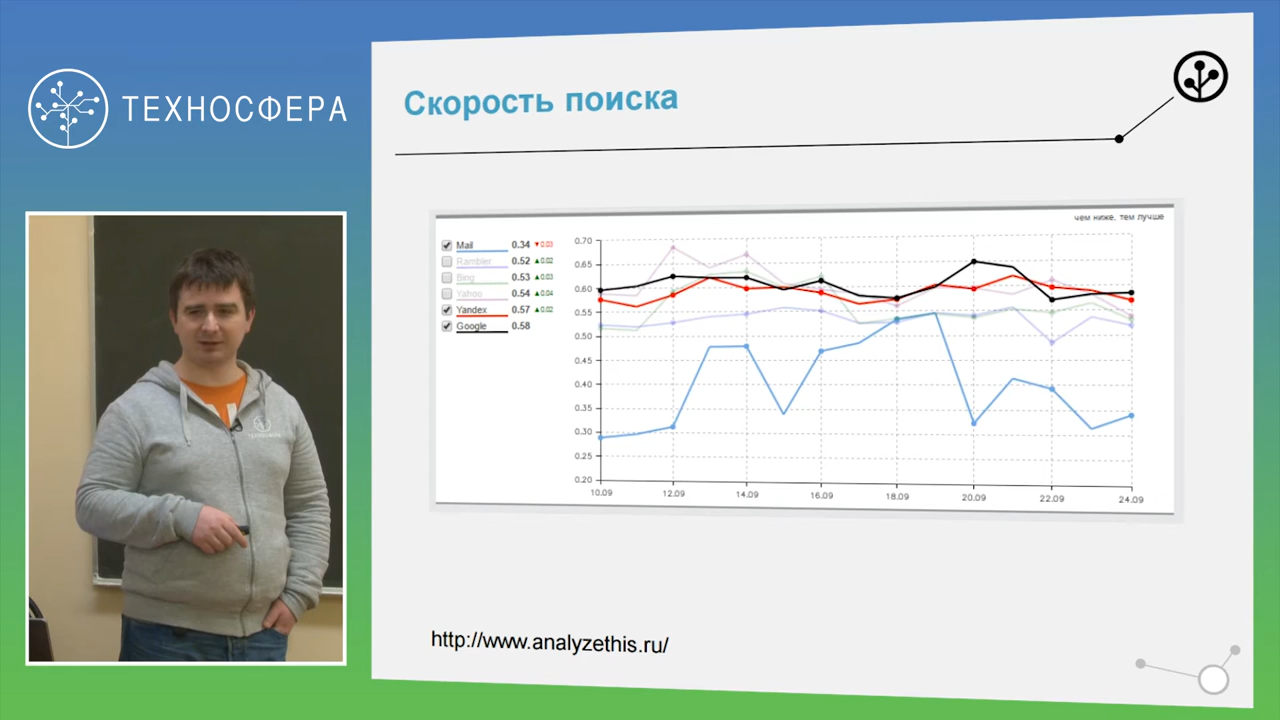 ТЕХНОСФЕРА
Скорость поиска
чем ниже, тем лучше
Mail 0.34 ▼0.03
Rambler 0.52 ▲0.02
Bing 0.53 ▲0.03
Yahoo 0.54 ▲0.04
Yandex 0.57 ▲0.02
Google 0.58
0.70
0.65
0.60
0.55
0.50
0.45
0.40
0.35
0.30
0.25
0.20
10.09 12.09 14.09 16.09 18.09 20.09 22.09 24.09
http://www.analyzethis.ru/